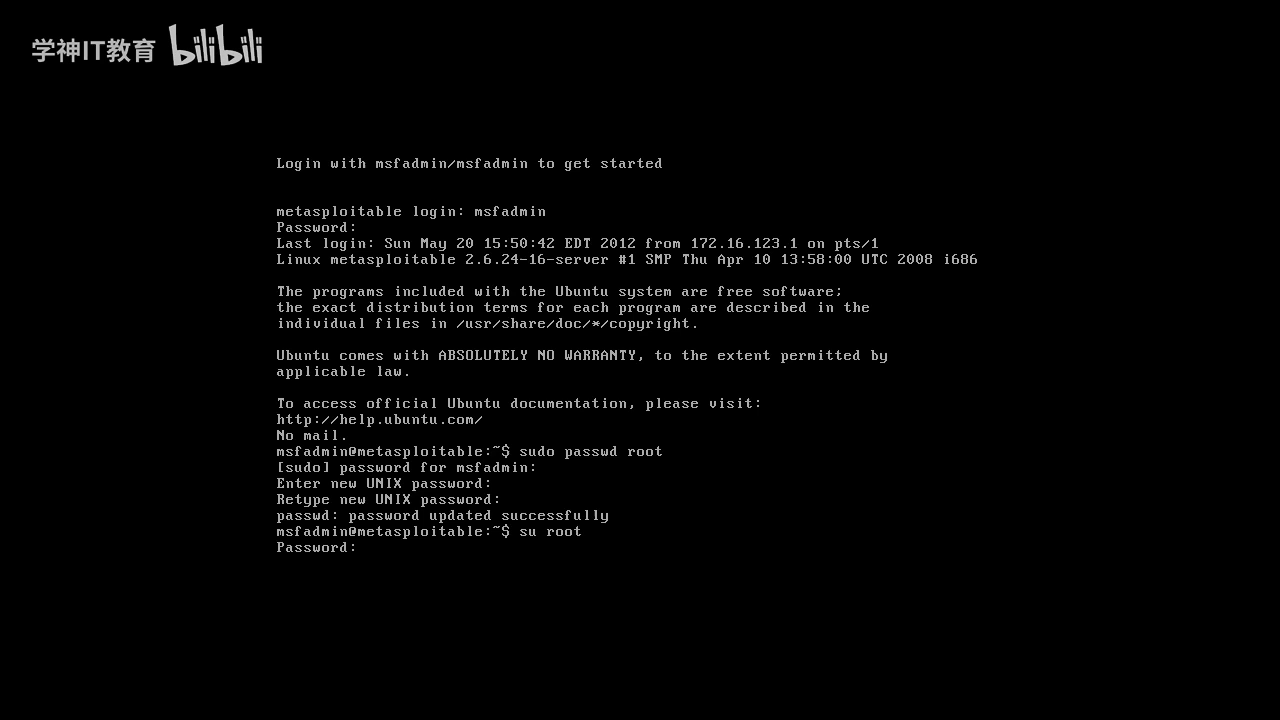 学神IT教育 bilibili
Login with msfadmin/msfadmin to get started
metasploitable login: msfadmin
Password:
Last login: Sun May 20 15:50:42 EDT 2012 from 172.16.123.1 on pts/1
Linux metasploitable 2.6.24-16-server #1 SMP Thu Apr 10 13:58:00 UTC 2008 i686
The programs included with the Ubuntu system are free software;
the exact distribution terms for each program are described in the
individual files in /usr/share/doc/*/copyright.
Ubuntu comes with ABSOLUTELY NO WARRANTY, to the extent permitted by
applicable law.
To access official Ubuntu documentation, please visit:
http://help.ubuntu.com/
No mail.
msfadmin@metasploitable:~$ sudo passwd root
[sudo] password for msfadmin:
Enter new UNIX password:
Retype new UNIX password:
passwd: password updated successfully
msfadmin@metasploitable:~$ su root
Password: